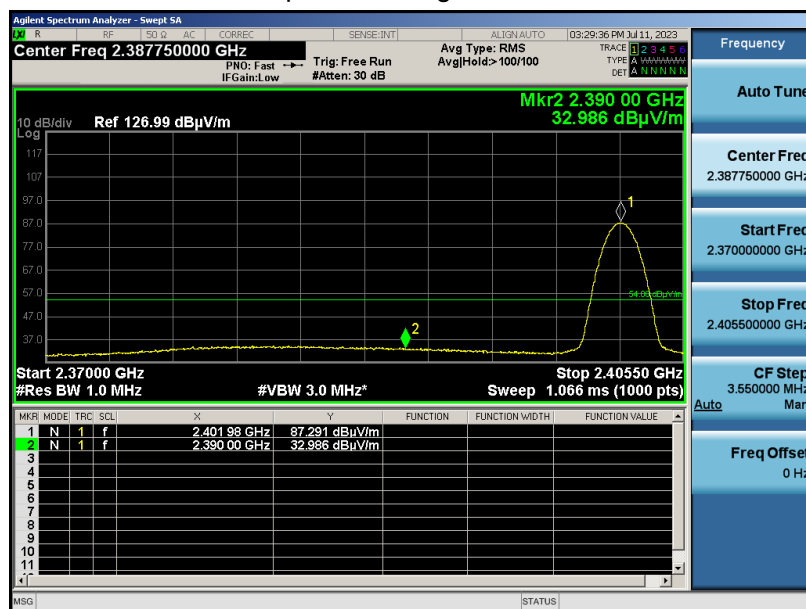 Agilent Spectrum Analyzer - Swept SA
LXI R RF 50 Ω AC CORREC SENSE:INT ALIGN AUTO 03:29:36 PM Jul 11, 2023
Center Freq 2.387750000 GHz
PNO: Fast
IFGain:Low
Trig: Free Run
#Atten: 30 dB
Avg Type: RMS
Avg|Hold:>100/100
TRACE 1 2 3 4 5 6
TYPE A WWWWW
DET A N N N N N
Mkr2 2.390 00 GHz
32.986 dBµV/m
10 dB/div Ref 126.99 dBµV/m
Log
117
107
97.0
87.0
77.0
67.0
57.0
47.0
37.0
1
2
54.00 dBµV/m
Start 2.37000 GHz Stop 2.40550 GHz
#Res BW 1.0 MHz #VBW 3.0 MHz* Sweep 1.066 ms (1000 pts)
MKR MODE TRC SCL X Y FUNCTION FUNCTION WIDTH FUNCTION VALUE
1 N 1 f 2.401 98 GHz 87.291 dBµV/m
2 N 1 f 2.390 00 GHz 32.986 dBµV/m
3
4
5
6
7
8
9
10
11
MSG STATUS
Frequency
Auto Tune
Center Freq
2.387750000 GHz
Start Freq
2.370000000 GHz
Stop Freq
2.405500000 GHz
CF Step
3.550000 MHz
Auto Man
Freq Offset
0 Hz